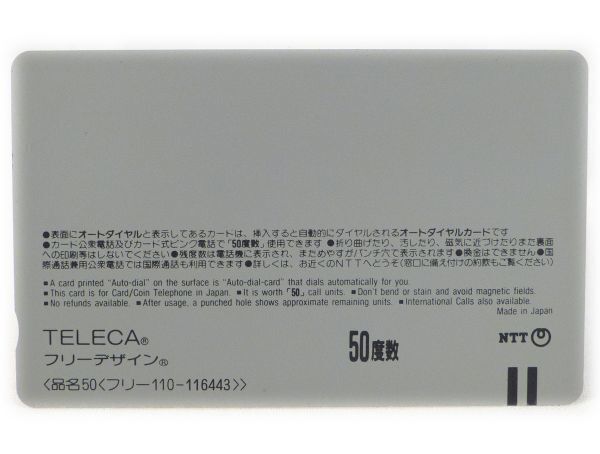 ●表面にオートダイヤルと表示してあるカードは、挿入すると自動的にダイヤルされるオートダイヤルカードです
●カード公衆電話及びカード式ピンク電話で「50度数」使用できます ●折り曲げたり、汚したり、磁気に近づけたりまた裏面
への印刷等はしないでください ●残度数は電話機に表示され、まためやすがパンチ穴で表示されます ●換金はできません ●国
際通話兼用公衆電話では国際通話も利用できます ●詳しくは、お近くのNTTへどうぞ(窓口に備え付けの約款もご覧ください)
■ A card printed "Auto-dial" on the surface is "Auto-dial-card" that dials automatically for you.
■ This card is for Card/Coin Telephone in Japan. ■ It is worth「50」call units. ■ Don't bend or stain and avoid magnetic fields.
■ No refunds available. ■ After usage, a punched hole shows approximate remaining units. ■ International Calls also available.
Made in Japan
TELECA®
フリーデザイン®
50度数
NTT
〈品名50〈フリー110-116443〉〉